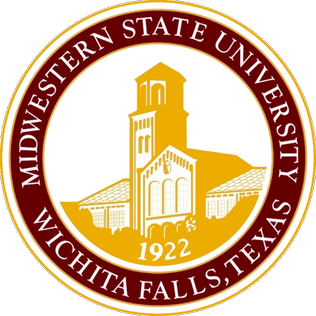 MIDWESTERN STATE UNIVERSITY
WICHITA FALLS, TEXAS
1922